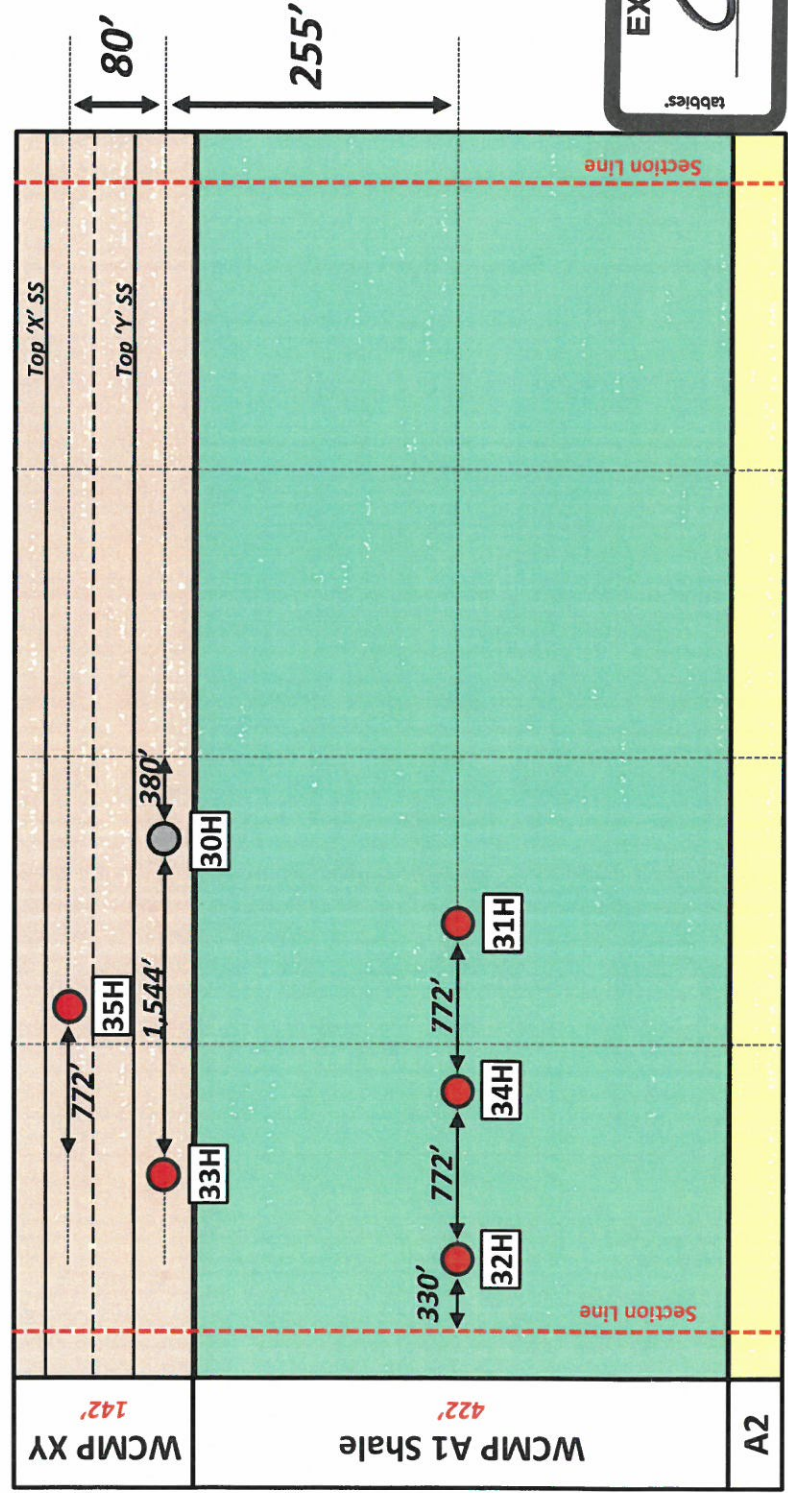 80’
255’
EX
tabbies®
Top ‘X’ SS
Top ‘Y’ SS
Section Line
380’
30H
1,544’
35H
772’
33H
31H
772’
34H
772’
32H
330’
Section Line
WCMP XY
142’
WCMP A1 Shale
422’
A2